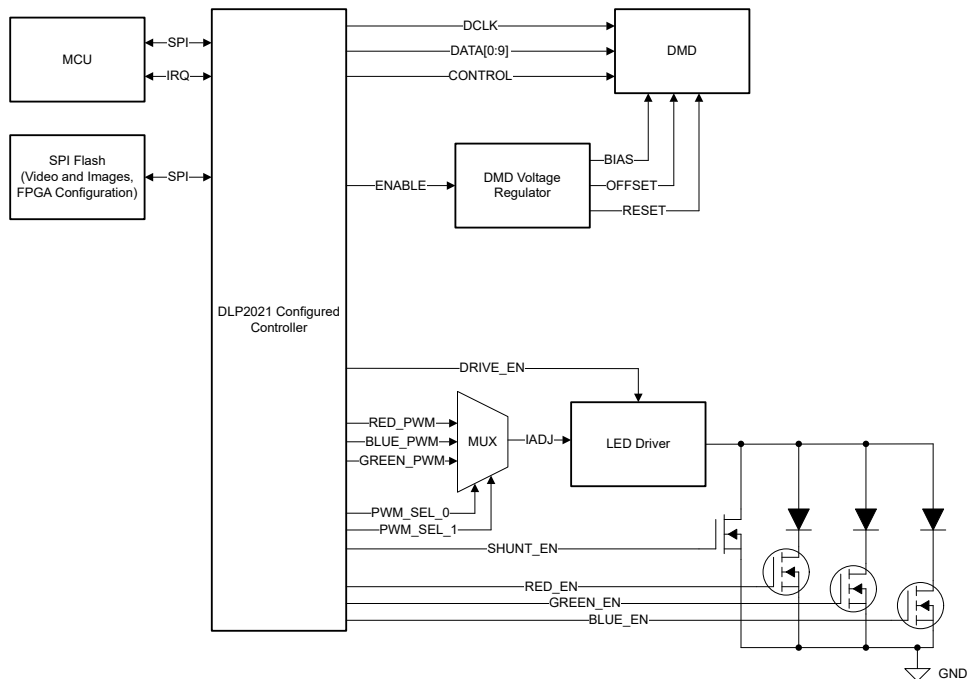 MCU
SPI
IRQ
SPI Flash
(Video and Images,
FPGA Configuration)
SPI
DLP2021 Configured
Controller
DCLK
DATA[0:9]
CONTROL
DMD
ENABLE
DMD Voltage
Regulator
BIAS
OFFSET
RESET
DRIVE_EN
RED_PWM
BLUE_PWM
GREEN_PWM
MUX
IADJ
LED Driver
PWM_SEL_0
PWM_SEL_1
SHUNT_EN
RED_EN
GREEN_EN
BLUE_EN
GND